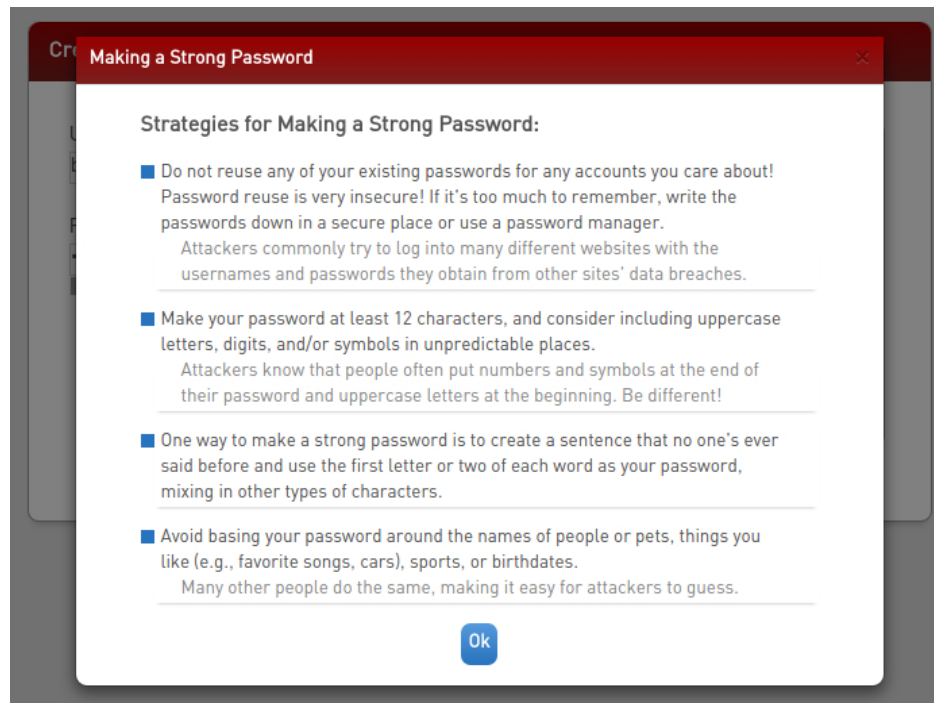 Cre
Making a Strong Password
×
Strategies for Making a Strong Password:
Do not reuse any of your existing passwords for any accounts you care about!
Password reuse is very insecure! If it's too much to remember, write the
passwords down in a secure place or use a password manager.
Attackers commonly try to log into many different websites with the
usernames and passwords they obtain from other sites' data breaches.
Make your password at least 12 characters, and consider including uppercase
letters, digits, and/or symbols in unpredictable places.
Attackers know that people often put numbers and symbols at the end of
their password and uppercase letters at the beginning. Be different!
One way to make a strong password is to create a sentence that no one's ever
said before and use the first letter or two of each word as your password,
mixing in other types of characters.
Avoid basing your password around the names of people or pets, things you
like (e.g., favorite songs, cars), sports, or birthdates.
Many other people do the same, making it easy for attackers to guess.
Ok